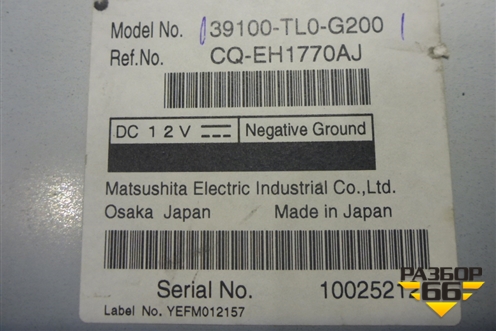 Model No. 39100-TL0-G200
Ref.No. CQ-EH1770AJ
DC 12V Negative Ground
Matsushita Electric Industrial Co.,Ltd.
Osaka Japan Made in Japan
Serial No. 1002521
Label No. YEFM012157
РАЗБОР
66